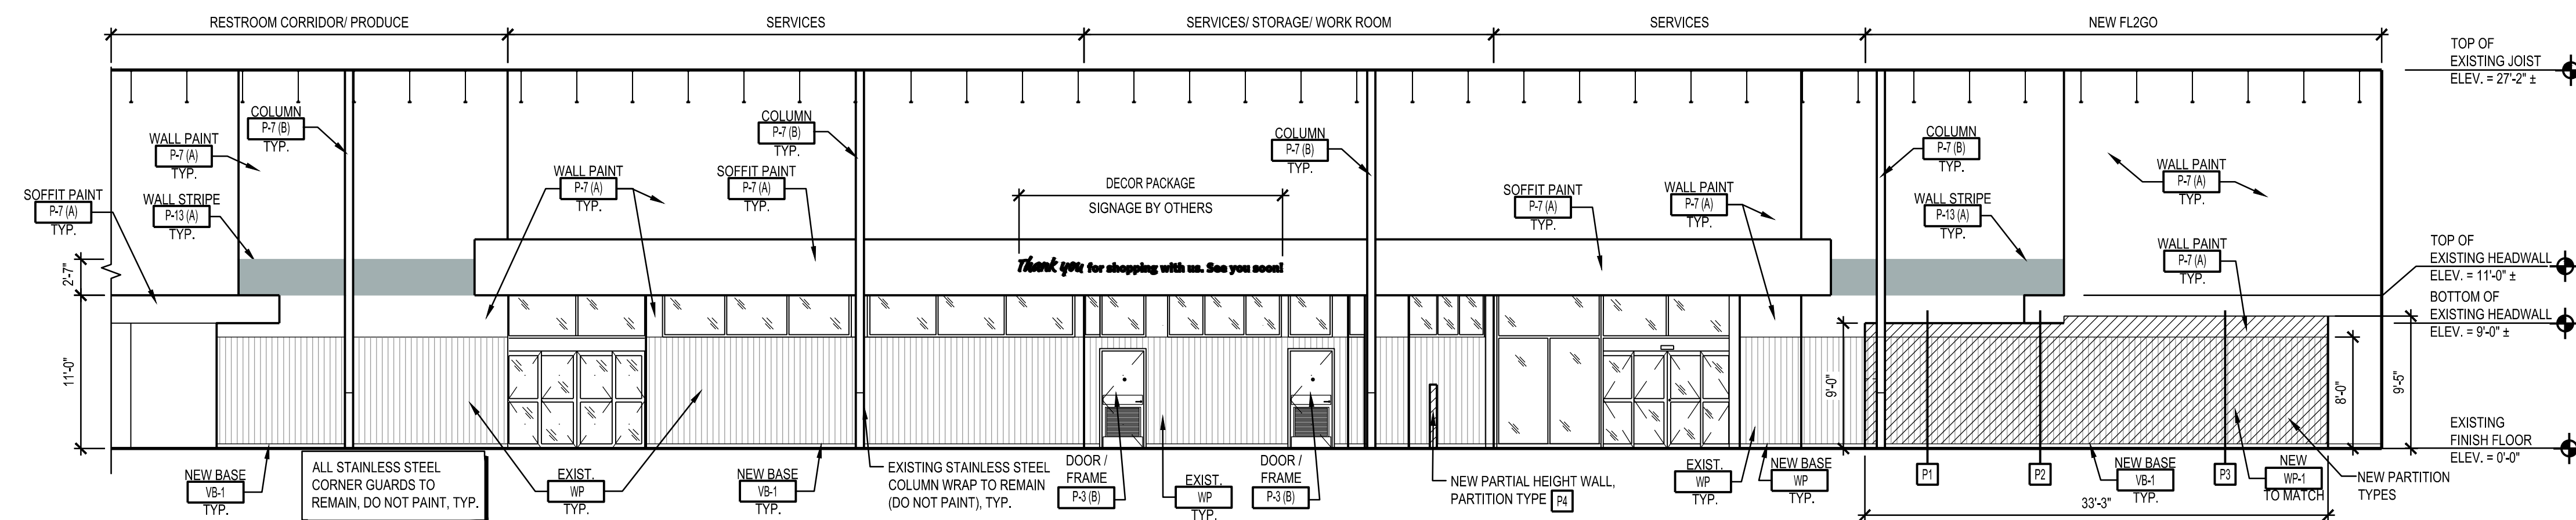 RESTROOM CORRIDOR/ PRODUCE
SERVICES
SERVICES/ STORAGE/ WORK ROOM
SERVICES
NEW FL2GO
TOP OF
EXISTING JOIST
ELEV. = 27'-2" ±
COLUMN
P-7 (B)
TYP.
WALL PAINT
P-7 (A)
TYP.
SOFFIT PAINT
P-7 (A)
TYP.
WALL STRIPE
P-13 (A)
TYP.
WALL PAINT
P-7 (A)
TYP.
COLUMN
P-7 (B)
TYP.
SOFFIT PAINT
P-7 (A)
TYP.
DECOR PACKAGE
SIGNAGE BY OTHERS
COLUMN
P-7 (B)
TYP.
SOFFIT PAINT
P-7 (A)
TYP.
WALL PAINT
P-7 (A)
TYP.
COLUMN
P-7 (B)
TYP.
WALL STRIPE
P-13 (A)
TYP.
WALL PAINT
P-7 (A)
TYP.
WALL PAINT
P-7 (A)
TYP.
Thank you for shopping with us. See you soon!
TOP OF
EXISTING HEADWALL
ELEV. = 11'-0" ±
BOTTOM OF
EXISTING HEADWALL
ELEV. = 9'-0" ±
EXISTING
FINISH FLOOR
ELEV. = 0'-0"
2'-7"
11'-0"
9'-0"
8'-0"
9'-5"
NEW BASE
VB-1
TYP.
ALL STAINLESS STEEL
CORNER GUARDS TO
REMAIN, DO NOT PAINT, TYP.
EXIST.
WP
TYP.
NEW BASE
VB-1
TYP.
EXISTING STAINLESS STEEL
COLUMN WRAP TO REMAIN
(DO NOT PAINT), TYP.
DOOR /
FRAME
P-3 (B)
EXIST.
WP
TYP.
DOOR /
FRAME
P-3 (B)
NEW PARTIAL HEIGHT WALL,
PARTITION TYPE P4
EXIST.
WP
TYP.
NEW BASE
WP
TYP.
P1
P2
NEW BASE
VB-1
TYP.
P3
NEW
WP-1
TO MATCH
NEW PARTITION
TYPES
33'-3"